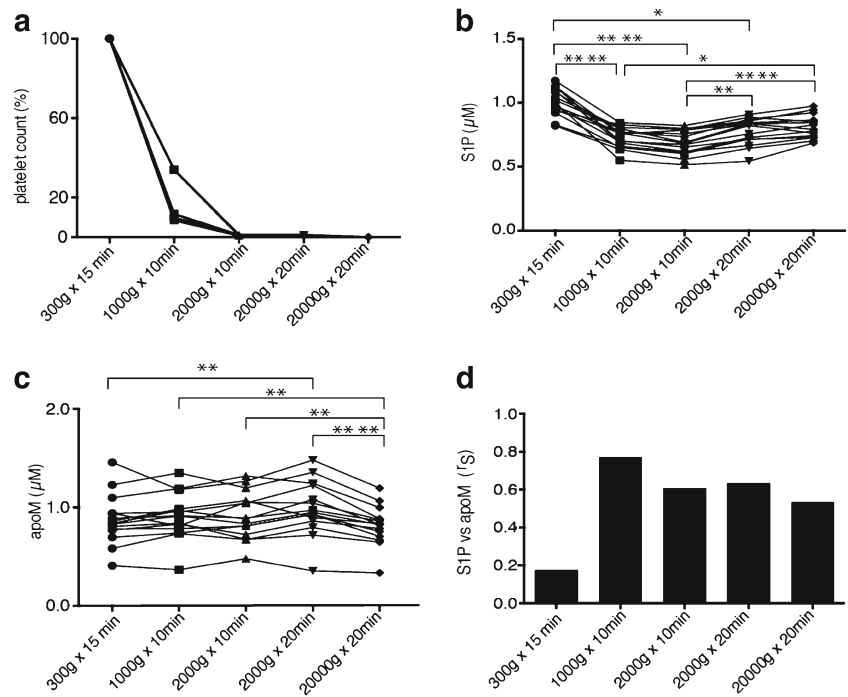 a
100
60
20
0
platelet count (%)
300g x 15 min
1000g x 10min
2000g x 10min
2000g x 20min
20000g x 20min
b
*
** **
** ** *
** **
**
1.5
1.0
0.5
0.0
S1P (µM)
300g x 15 min
1000g x 10min
2000g x 10min
2000g x 20min
20000g x 20min
c
**
**
**
** **
2.0
1.0
0.0
apoM (µM)
300g x 15 min
1000g x 10min
2000g x 10min
2000g x 20min
20000g x 20min
d
1.0
0.8
0.6
0.4
0.2
0.0
S1P vs apoM (rS)
300g x 15 min
1000g x 10min
2000g x 10min
2000g x 20min
20000g x 20min